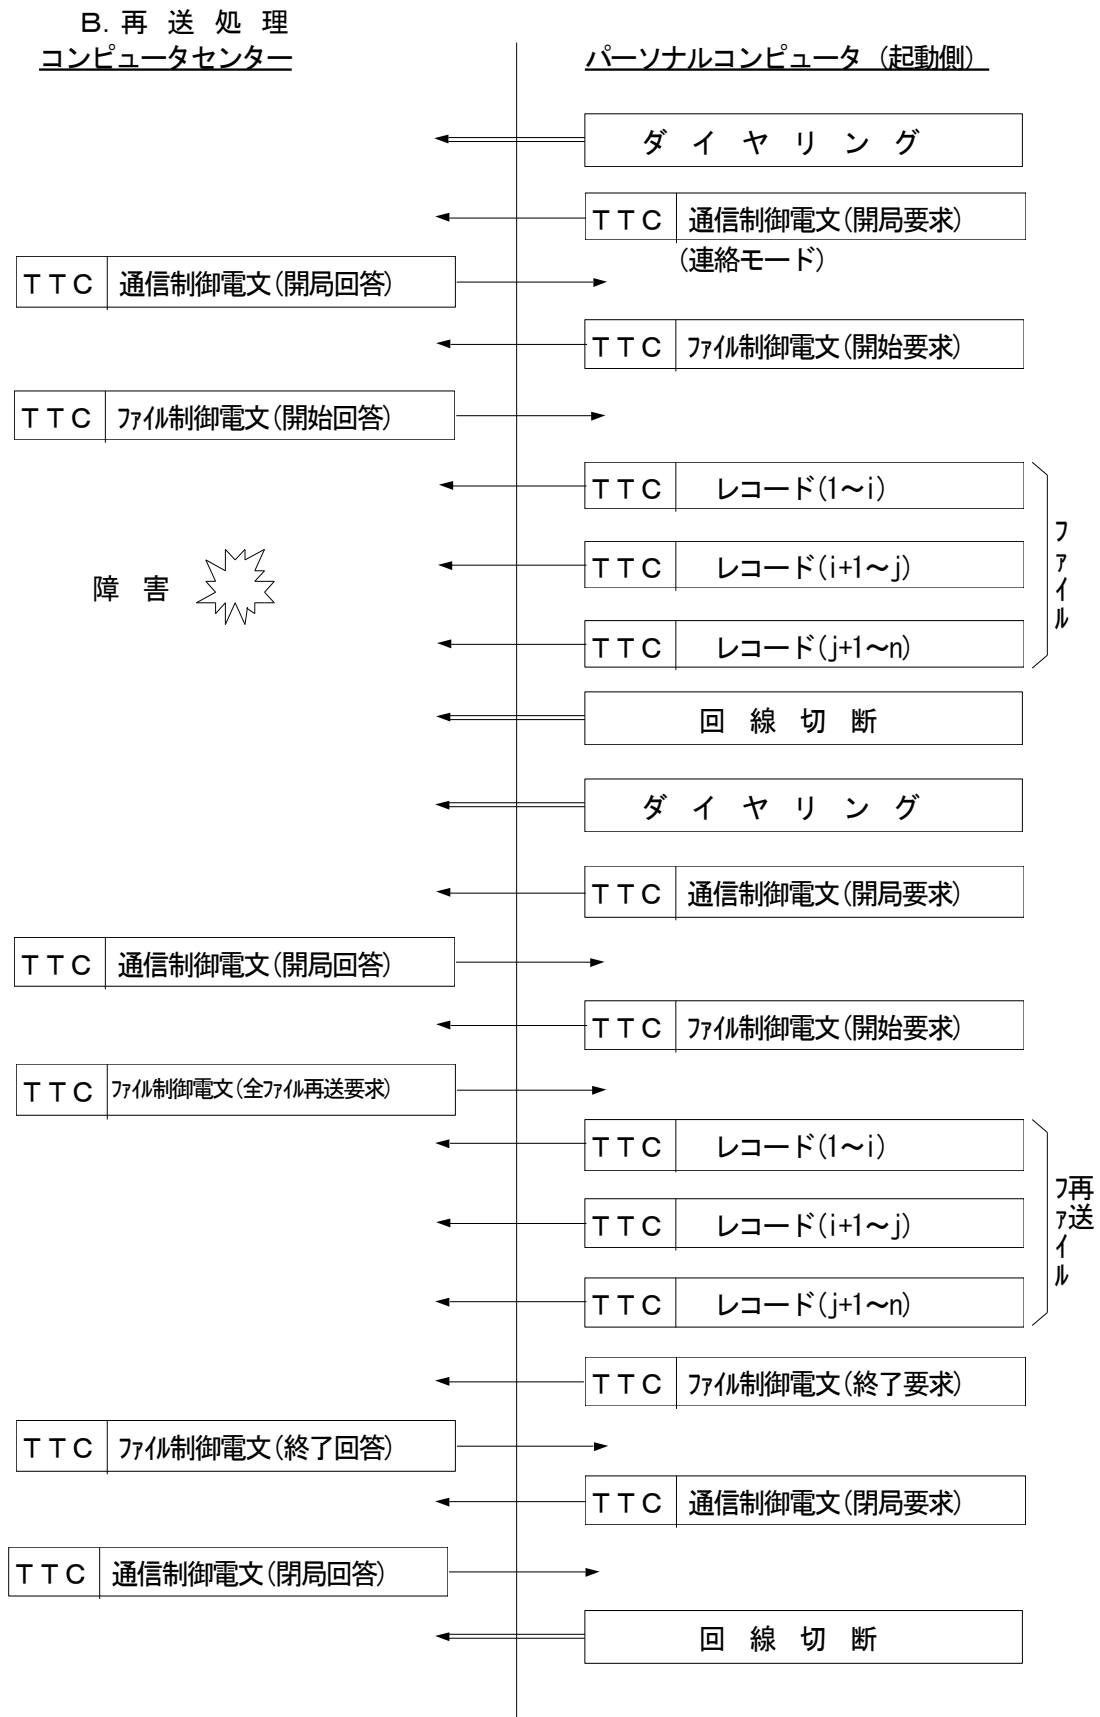 B. 再 送 処 理
コンピュータセンター
パーソナルコンピュータ (起動側)
ダ イ ヤ リ ン グ
TTC 通信制御電文(開局要求)
(連絡モード)
TTC 通信制御電文(開局回答)
TTC ファイル制御電文(開始要求)
TTC ファイル制御電文(開始回答)
TTC レコード(1～i)
TTC レコード(i+1～j)
TTC レコード(j+1～n)
ファイル
障 害
回 線 切 断
ダ イ ヤ リ ン グ
TTC 通信制御電文(開局要求)
TTC 通信制御電文(開局回答)
TTC ファイル制御電文(開始要求)
TTC ファイル制御電文(全ファイル再送要求)
TTC レコード(1～i)
TTC レコード(i+1～j)
TTC レコード(j+1～n)
再送
ファイル
TTC ファイル制御電文(終了要求)
TTC ファイル制御電文(終了回答)
TTC 通信制御電文(閉局要求)
TTC 通信制御電文(閉局回答)
回 線 切 断